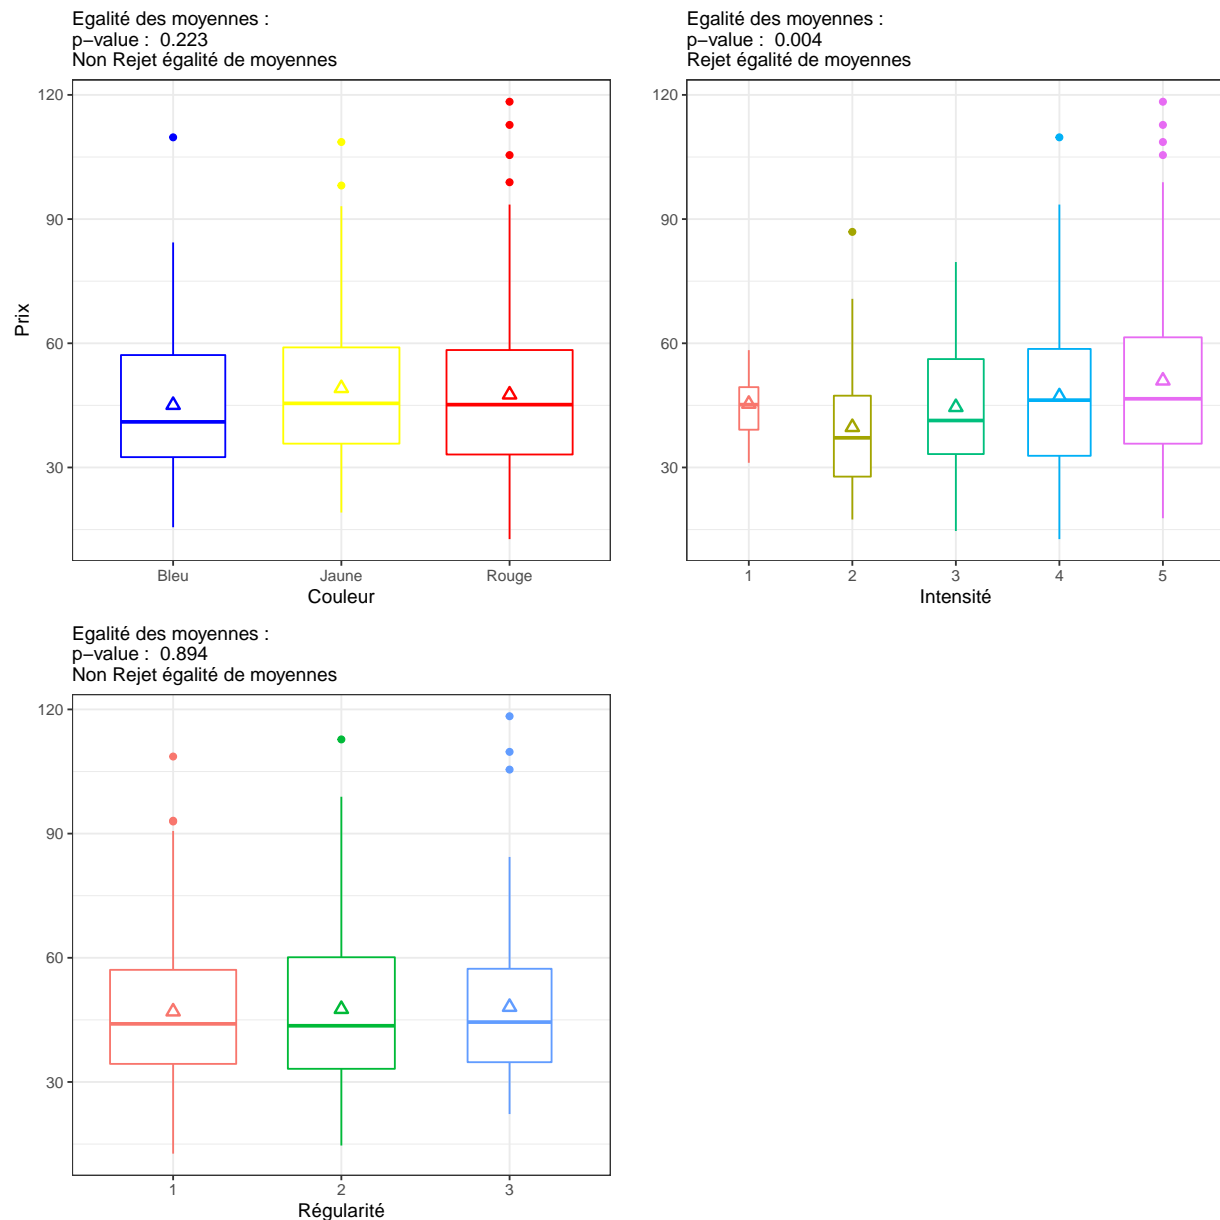 Egalité des moyennes :
p−value :  0.223
Non Rejet égalité de moyennes
120
90
60
30
Prix
Bleu Jaune Rouge
Couleur
Egalité des moyennes :
p−value :  0.004
Rejet égalité de moyennes
120
90
60
30
1 2 3 4 5
Intensité
Egalité des moyennes :
p−value :  0.894
Non Rejet égalité de moyennes
120
90
60
30
1 2 3
Régularité